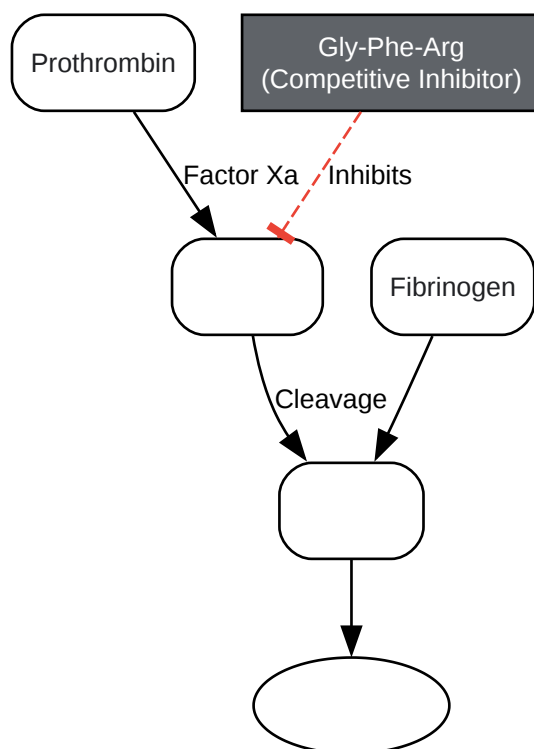 Prothrombin
Gly-Phe-Arg
(Competitive Inhibitor)
Factor Xa
Inhibits
Fibrinogen
Cleavage